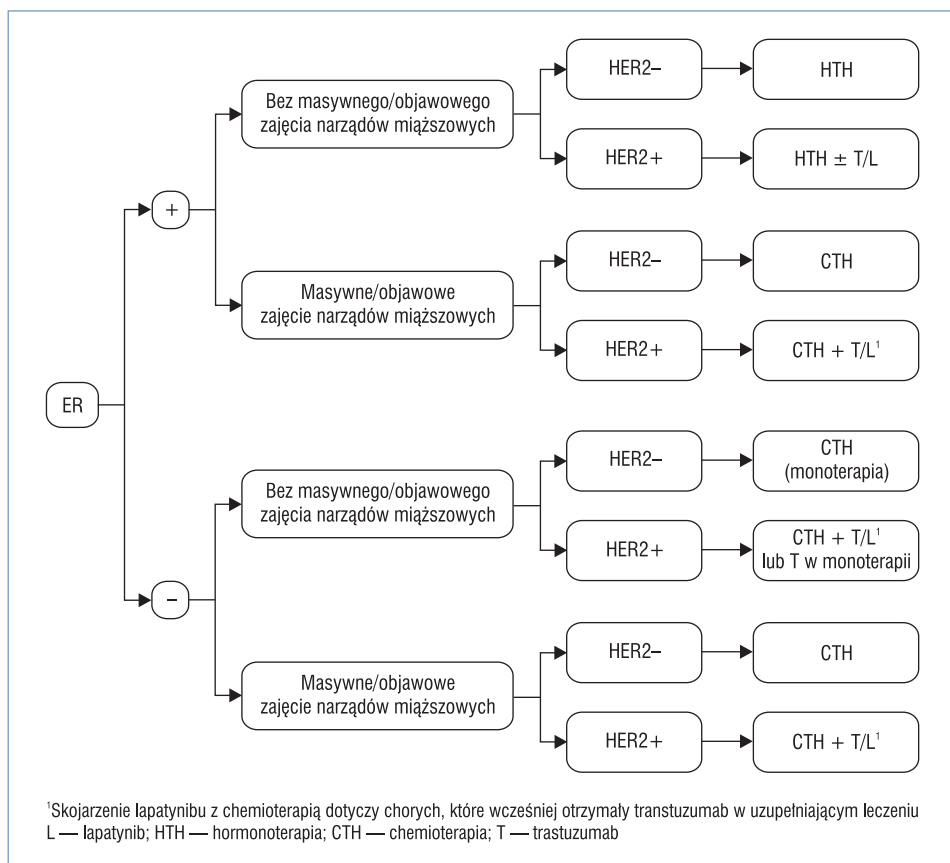 ER
+
Bez masywnego/objawowego
zajęcia narządów miąższowych
HER2–
HTH
HER2+
HTH ± T/L
Masywne/objawowe
zajęcie narządów miąższowych
HER2–
CTH
HER2+
CTH + T/L¹
–
Bez masywnego/objawowego
zajęcia narządów miąższowych
HER2–
CTH
(monoterapia)
HER2+
CTH + T/L¹
lub T w monoterapii
Masywne/objawowe
zajęcie narządów miąższowych
HER2–
CTH
HER2+
CTH + T/L¹
¹Skojarzenie lapatynibu z chemioterapią dotyczy chorych, które wcześniej otrzymały transtuzumab w uzupełniającym leczeniu
L — lapatynib; HTH — hormonoterapia; CTH — chemioterapia; T — trastuzumab